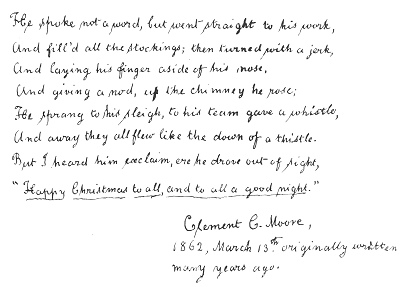 He spoke not a word, but went straight to his work,
And fill'd all the stockings; then turned with a jerk,
And laying his finger aside of his nose,
And giving a nod, up the chimney he rose;
He sprang to his sleigh, to his team gave a whistle,
And away they all flew like the down of a thistle.
But I heard him exclaim, ere he drove out of sight,
"Happy Christmas to all, and to all a good night."
Clement C. Moore,
1862, March 13th originally written
many years ago.